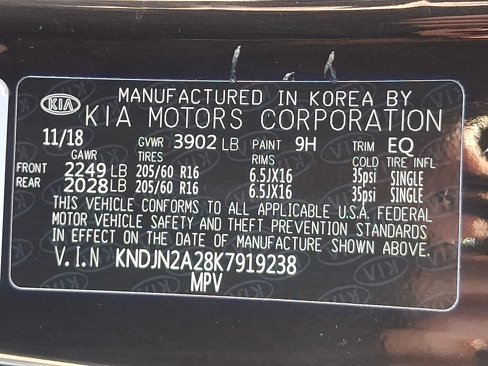 MANUFACTURED IN KOREA BY
KIA KIA MOTORS CORPORATION
11/18 GVWR 3902 LB PAINT 9H TRIM EQ
GAWR TIRES RIMS COLD TIRE INFL
FRONT 2249 LB 205/60 R16 6.5JX16 35psi SINGLE
REAR 2028 LB 205/60 R16 6.5JX16 35psi SINGLE
THIS VEHICLE CONFORMS TO ALL APPLICABLE U.S.A. FEDERAL
MOTOR VEHICLE SAFETY AND THEFT PREVENTION STANDARDS
IN EFFECT ON THE DATE OF MANUFACTURE SHOWN ABOVE.
V.I.N KNDJN2A28K7919238
MPV